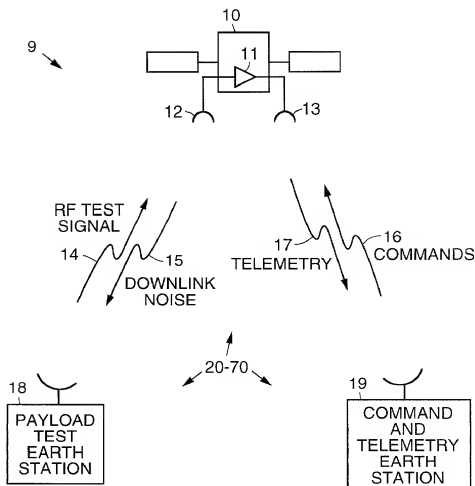 10
9
11
12
13
RF TEST
SIGNAL
14
15
DOWNLINK
NOISE
17
TELEMETRY
16
COMMANDS
20-70
18
PAYLOAD
TEST
EARTH
STATION
19
COMMAND
AND
TELEMETRY
EARTH
STATION